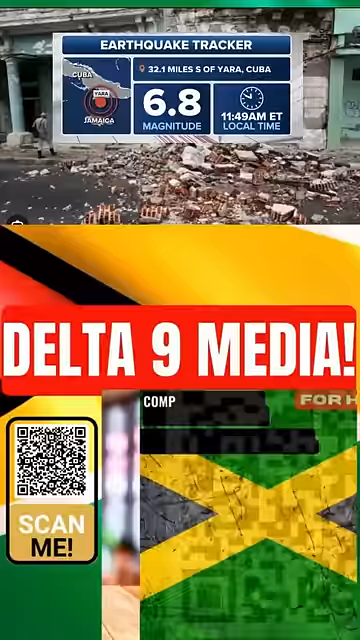 EARTHQUAKE TRACKER
CUBA
32.1 MILES S OF YARA, CUBA
YARA
JAMAICA
6.8
MAGNITUDE
11:49AM ET
LOCAL TIME
DELTA 9 MEDIA!
COMP
FOR H
SCAN
ME!